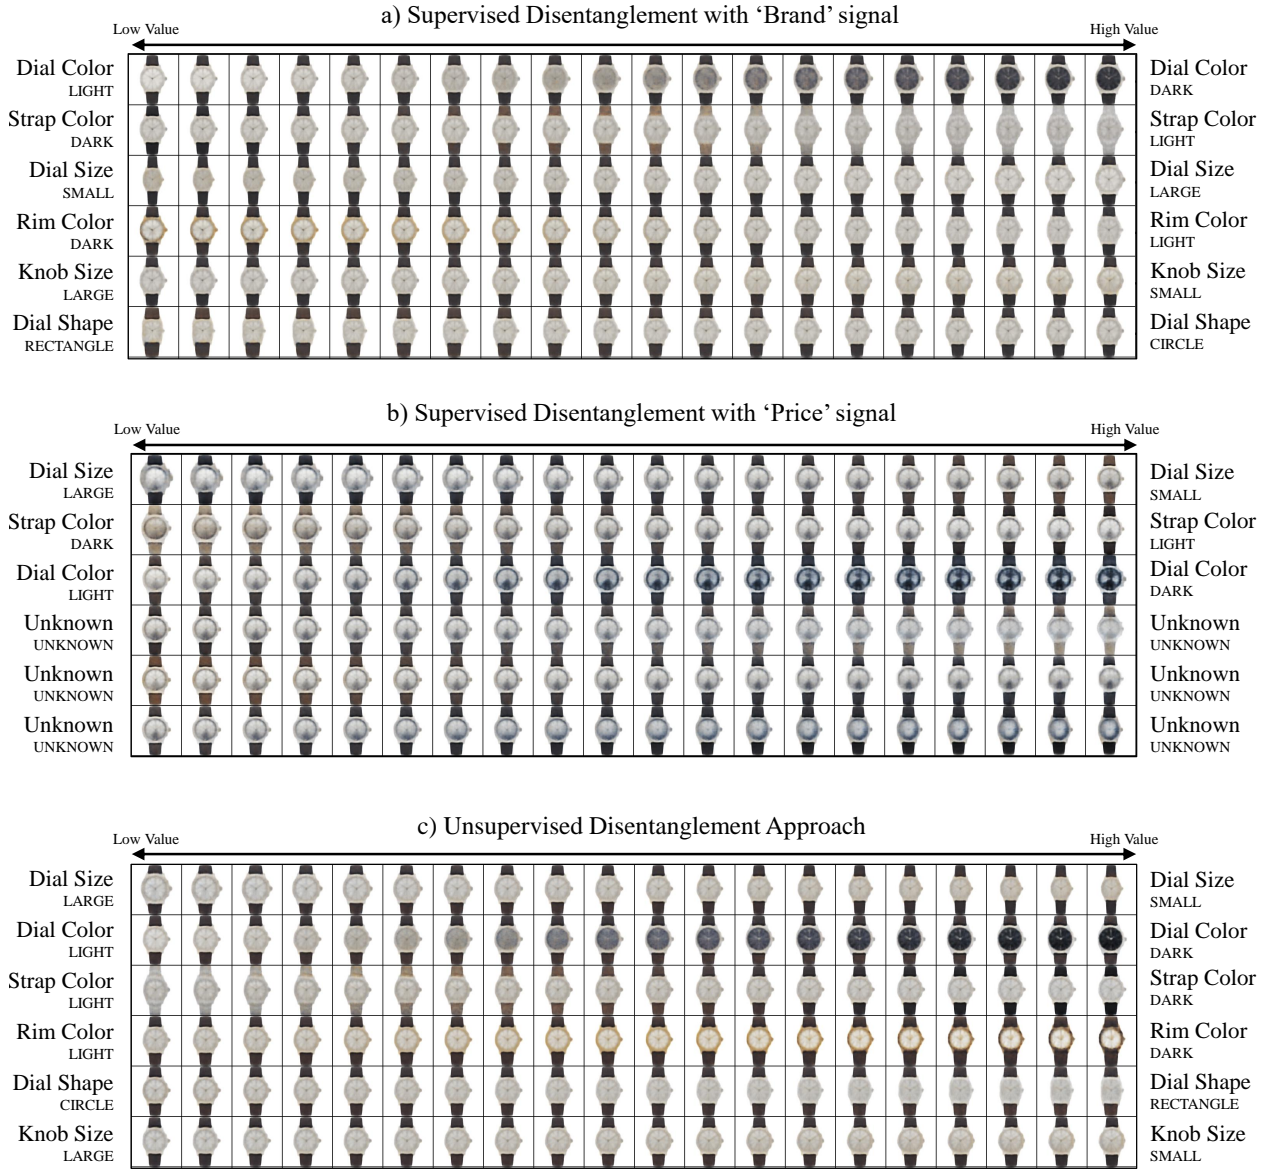 a) Supervised Disentanglement with ‘Brand’ signal
Low Value
High Value
Dial Color
LIGHT
Dial Color
DARK
Strap Color
DARK
Strap Color
LIGHT
Dial Size
SMALL
Dial Size
LARGE
Rim Color
DARK
Rim Color
LIGHT
Knob Size
LARGE
Knob Size
SMALL
Dial Shape
RECTANGLE
Dial Shape
CIRCLE
b) Supervised Disentanglement with ‘Price’ signal
Low Value
High Value
Dial Size
LARGE
Dial Size
SMALL
Strap Color
DARK
Strap Color
LIGHT
Dial Color
LIGHT
Dial Color
DARK
Unknown
UNKNOWN
Unknown
UNKNOWN
Unknown
UNKNOWN
Unknown
UNKNOWN
Unknown
UNKNOWN
Unknown
UNKNOWN
c) Unsupervised Disentanglement Approach
Low Value
High Value
Dial Size
LARGE
Dial Size
SMALL
Dial Color
LIGHT
Dial Color
DARK
Strap Color
LIGHT
Strap Color
DARK
Rim Color
LIGHT
Rim Color
DARK
Dial Shape
CIRCLE
Dial Shape
RECTANGLE
Knob Size
LARGE
Knob Size
SMALL